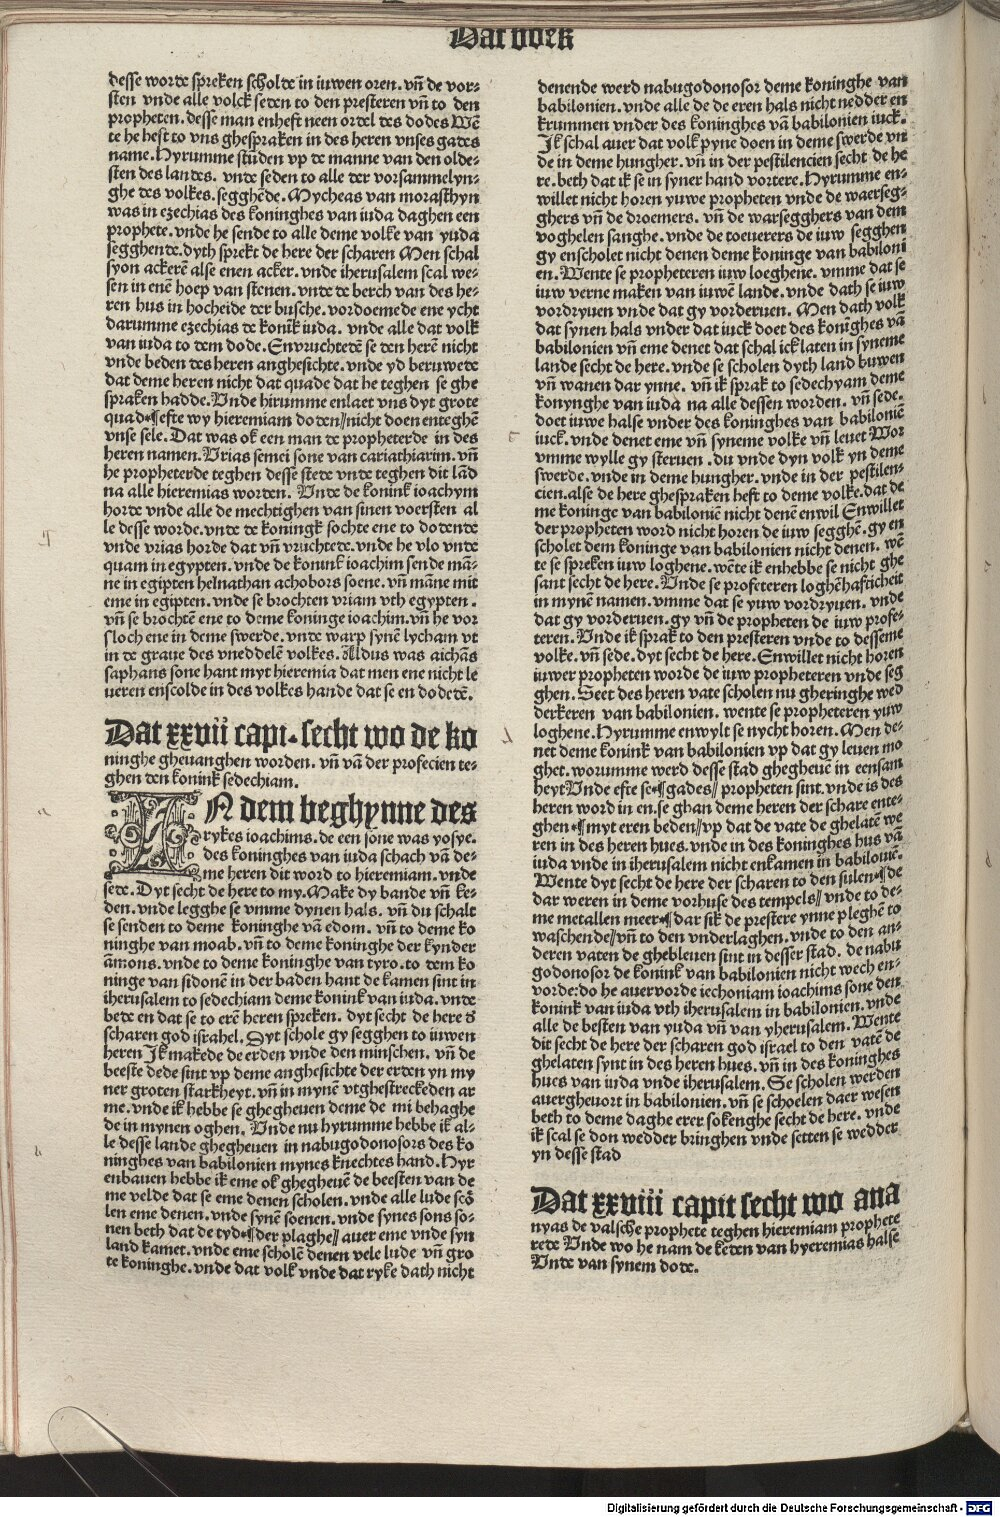 Dat boek
desse worde spreken scholde in iuwen oren. vñ de vor-
sten vnde alle volck seden to den presteren vñ to den
propheten. desse man enheft neen ordel des dodes Wẽ
te he heft to vns ghespraken in des heren vnses gades
name. Hyrumme stũden vp de manne van den olde-
sten des landes. vnde seden to alle der vorsammelyn-
ghe des volkes. segghẽde. Mycheas van morasthyn
was in ezechias des koninghes van iuda daghen een
prophete. vnde he sende to alle deme volke van yuda
segghende. dyth sprekt de here der scharen Men schal
syon ackerẽ alse enen acker. vnde iherusalem scal we-
sen in enẽ hoep van stenen. vnde de berch van des he-
ren hus in hocheide der busche. vordoemede ene ycht
darumme ezechias de konĩk iuda. vnde alle dat volk
van iuda to dem dode. Envruchtedẽ se den herẽ nicht
vnde beden des heren anghesichte. vnde yd beruwede
dat deme heren nicht dat quade dat he teghen se ghe
spraken hadde. Vnde hirumme enlaet vns dyt grote
quad·¶efte wy hieremiam doden//nicht doen enteghẽ
vnse sele. Dat was ok een man de propheterde in des
heren namen. Vrias semei sone van cariathiarim. vñ
he propheterde teghen desse stede vnde teghen dit lãd
na alle hieremias worden. Vnde de konink ioachym
horde vnde alle de mechtighen van sinen voersten al
le desse worde. vnde de koningk sochte ene to dodende
vnde vrias horde dat vñ vruchtede. vnde he vlo vnde
quam in egypten. vnde de konink ioachim sende mã-
ne in egipten helnathan achobors soene. vñ mãne mit
eme in egipten. vnde se brochten vriam vth egypten.
vñ se brochtẽ ene to deme koninge ioachim. vñ he vor
sloch ene in deme swerde. vnde warp synẽ lycham vt
in de graue des vneddelẽ volkes. Aldus was aichãs
saphans sone hant myt hieremia dat men ene nicht le
ueren enscolde in des volkes hande dat se en dodedẽ.
Dat xxvii capi. secht wo de ko
ninghe gheuanghen worden. vñ vã der profecien te-
ghen den konink sedechiam.
IN dem beghynne des
rykes ioachims. de een sone was yosye.
des koninghes van iuda schach vã de-
me heren dit word to hieremiam. vnde
sede. Dyt secht de here to my. Make dy bande vñ ke-
den. vnde legghe se vmme dynen hals. vñ du schalt
se senden to deme koninghe vã edom. vñ to deme ko
ninghe van moab. vñ to deme koninghe der kynder
ãmons. vnde to deme koninghe van tyro. to dem ko
ninge van sidonẽ in der baden hant de kamen sint in
iherusalem to sedechiam deme konink van iuda. vnde
bede en dat se to erẽ heren spreken. dyt secht de here d̕
scharen god israhel. Dyt schole gy segghen to iuwen
heren Ik makede de erden vnde den minschen. vñ de
beeste dede sint vp deme anghesichte der erden yn my
ner groten starkheyt. vñ in mynẽ vtghestreckeden ar
me. vnde ik hebbe se ghegheuen deme de mi behaghe
de in mynen oghen. Vnde nu hyrumme hebbe ik al-
le desse lande ghegheuen in nabugodonosors des ko
ninghes van babilonien mynes knechtes hand. Hyr
enbauen hebbe ik eme ok ghegheuẽ de beesten van de
me velde dat se eme denen scholen. vnde alle lude scõ
len eme denen. vnde synẽ soenen. vnde synes sons so-
nen beth dat de tyd·¶der plaghe// auer eme vnde syn
land kamet. vnde eme scholẽ denen vele lude vñ gro
te koninghe. vnde dat volk vnde dat ryke dath nicht
denende werd nabugodonosor deme koninghe van
babilonien. vnde alle de de eren hals nicht nedder en
krummen vnder des koninghes vã babilonien iuck.
Ik schal auer dat volk pyne doen in deme swerde vn
de in deme hungher. vñ in der pestilencien secht de he
re. beth dat ik se in syner hand vortere. Hyrumme en-
willet nicht horen yuwe propheten vnde de waerseg-
ghers vñ de droemers. vñ de warsegghers van dem
voghelen sanghe. vnde de toeuerers de iuw segghen
gy enscholet nicht denen deme koninge van babiloni
en. Wente se propheteren iuw loeghene. vmme dat se
iuw verne maken van iuwẽ lande. vnde dath se iuw
vordryuen vnde dat gy vorderuen. Men dath volk
dat synen hals vnder dat iuck doet des konĩghes vã
babilonien vñ eme denet dat schal ick laten in syneme
lande secht de here. vnde se scholen dyth land buwen
vñ wanen dar ynne. vñ ik sprak to sedechyam deme
konynghe van iuda na alle dessen worden. vñ sede.
doet iuwe halse vnder des koninghes van babilonĩe
iuck. vnde denet eme vñ syneme volke vñ leuet Wor
vmme wylle gy steruen. du vnde dyn volk yn deme
swerde. vnde in deme hungher. vnde in der pestilen-
cien. alse de here ghespraken heft to deme volke. dat de
me koninge van babiloniẽ nicht denẽ enwil Enwillet
der propheten word nicht horen de iuw segghẽ. gy en
scholet dem koninge van babilonien nicht denen. wẽ
te se spreken iuw loghene. wẽte ik enhebbe se nicht ghe
sant secht de here. Vnde se profeteren loghẽhafticheit
in mynẽ namen. vmme dat se yuw vordryuen. vnde
dat gy vorderuen. gy vñ de propheten de iuw profe-
teren. Vnde ik sprak to den presteren vnde to desseme
volke. vñ sede. dyt secht de here. Enwillet nicht horen
iuwer propheten worde de iuw propheteren vnde seg
ghen. Seet des heren vate scholen nu gheringhe wed
derkeren van babilonien. wente se propheteren yuw
loghene. Hyrumme enwylt se nycht horen. Men de-
net deme konink van babilonien vp dat gy leuen mo
ghet. worumme werd desse stad ghegheuẽ in eensam
heyt Vnde efte se·¶gades// propheten sint. vnde is des
heren word in en. se ghan deme heren der schare ente-
ghen·¶myt eren beden//vp dat de vate de ghelatẽ we
ren in des heren hues. vnde in des koninghes hus vã
iuda vnde in iherusalem nicht enkamen in babilonĩe.
Wente dyt secht de here der scharen to den sulen·¶de
dar weren in deme vorhuse des tempels// vnde to de-
me metallen meer·¶dar sik de prestere ynne pleghẽ to
waschende//vñ to den vnderlaghen. vnde to den an-
deren vaten de ghebleuen sint in desser stad. de nabu
godonosor de konink van babilonien nicht wech en-
vorde. do he auervorde iechoniam ioachims sone den
konink van iuda vth iherusalem in babilonien. vnde
alle de besten van yuda vñ van yherusalem. Wente
dit secht de here der scharen god israel to den vatẽ de
ghelaten synt in des heren hues. vñ in des koninghes
hues van iuda vnde iherusalem. Se scholen werden
auergheuort in babilonien. vñ se schoelen daer wesen
beth to deme daghe erer sokenghe secht de here. vnde
ik scal se don wedder bringhen vnde setten se wedder
yn desse stad
Dat xxviii capit secht wo ana
nyas de valsche prophete teghen hieremiam prophete
rede Vnde wo he nam de keden van hyeremias halse
Vnde van synem dode.
Digitalisierung gefördert durch die Deutsche Forschungsgemeinschaft - DFG